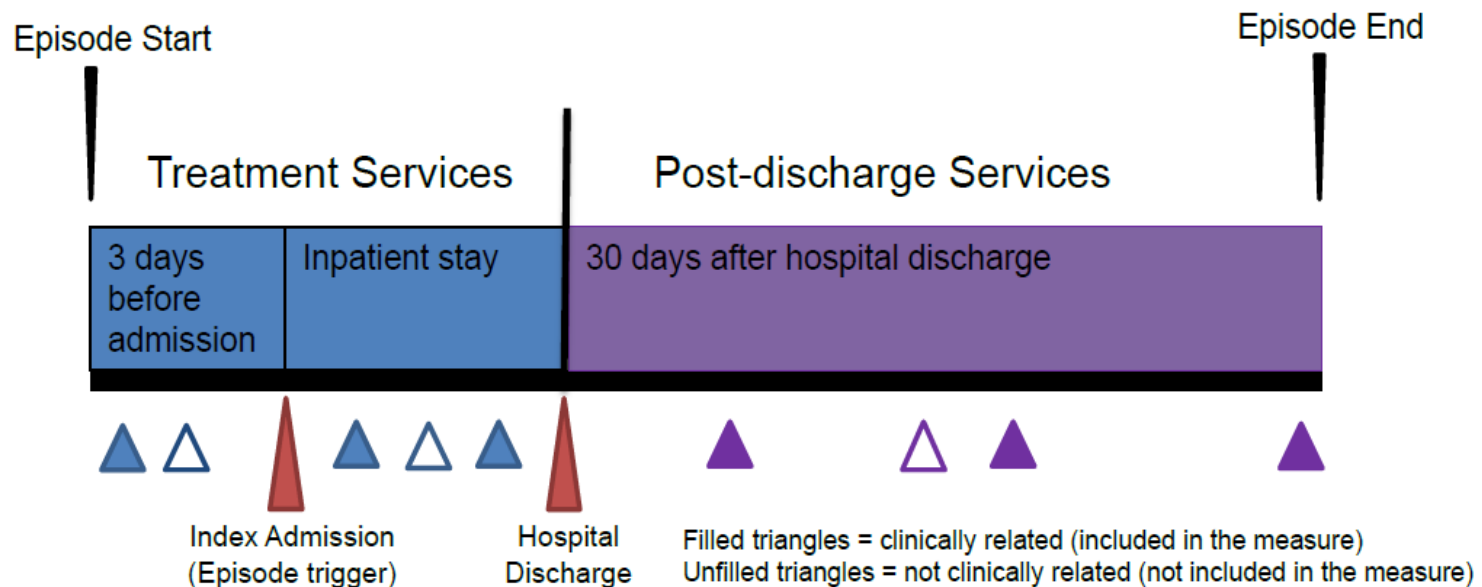 Episode Start
Episode End
Treatment Services
Post-discharge Services
3 days
before
admission
Inpatient stay
30 days after hospital discharge
Index Admission
(Episode trigger)
Hospital
Discharge
Filled triangles = clinically related (included in the measure)
Unfilled triangles = not clinically related (not included in the measure)